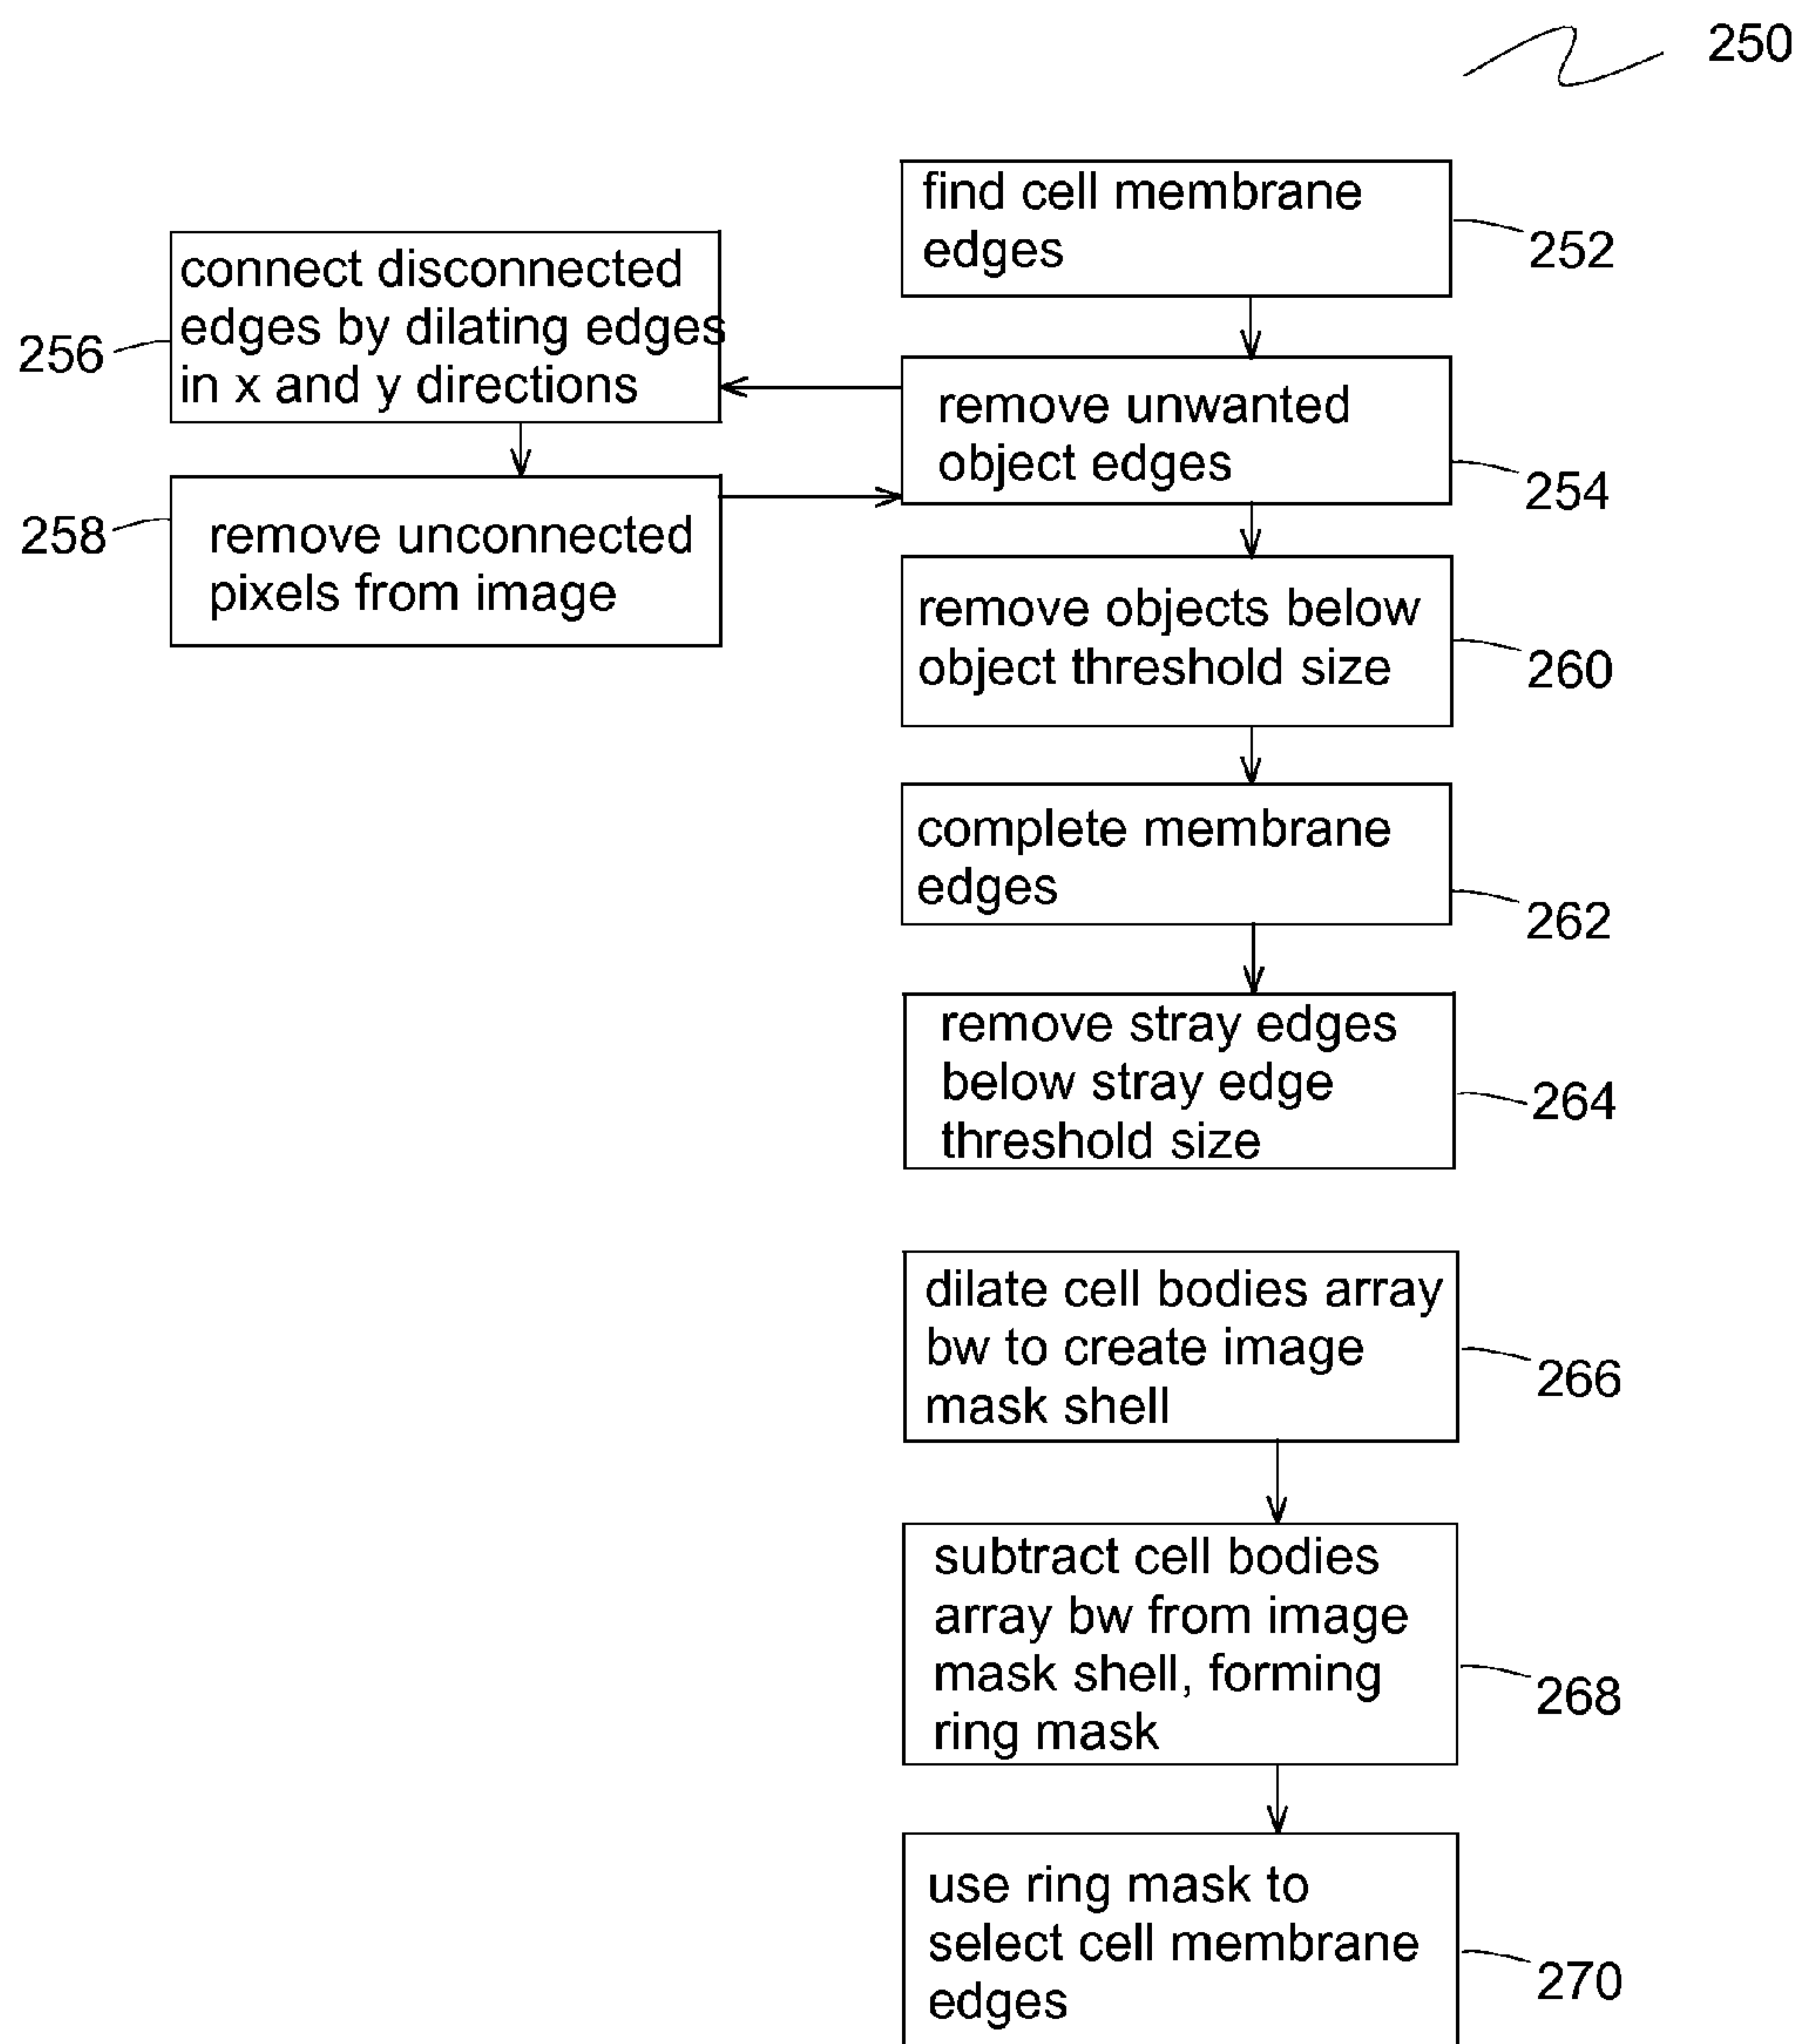 250
find cell membrane
edges
252
connect disconnected
edges by dilating edges
in x and y directions
256
remove unwanted
object edges
254
remove unconnected
pixels from image
258
remove objects below
object threshold size
260
complete membrane
edges
262
remove stray edges
below stray edge
threshold size
264
dilate cell bodies array
bw to create image
mask shell
266
subtract cell bodies
array bw from image
mask shell, forming
ring mask
268
use ring mask to
select cell membrane
edges
270